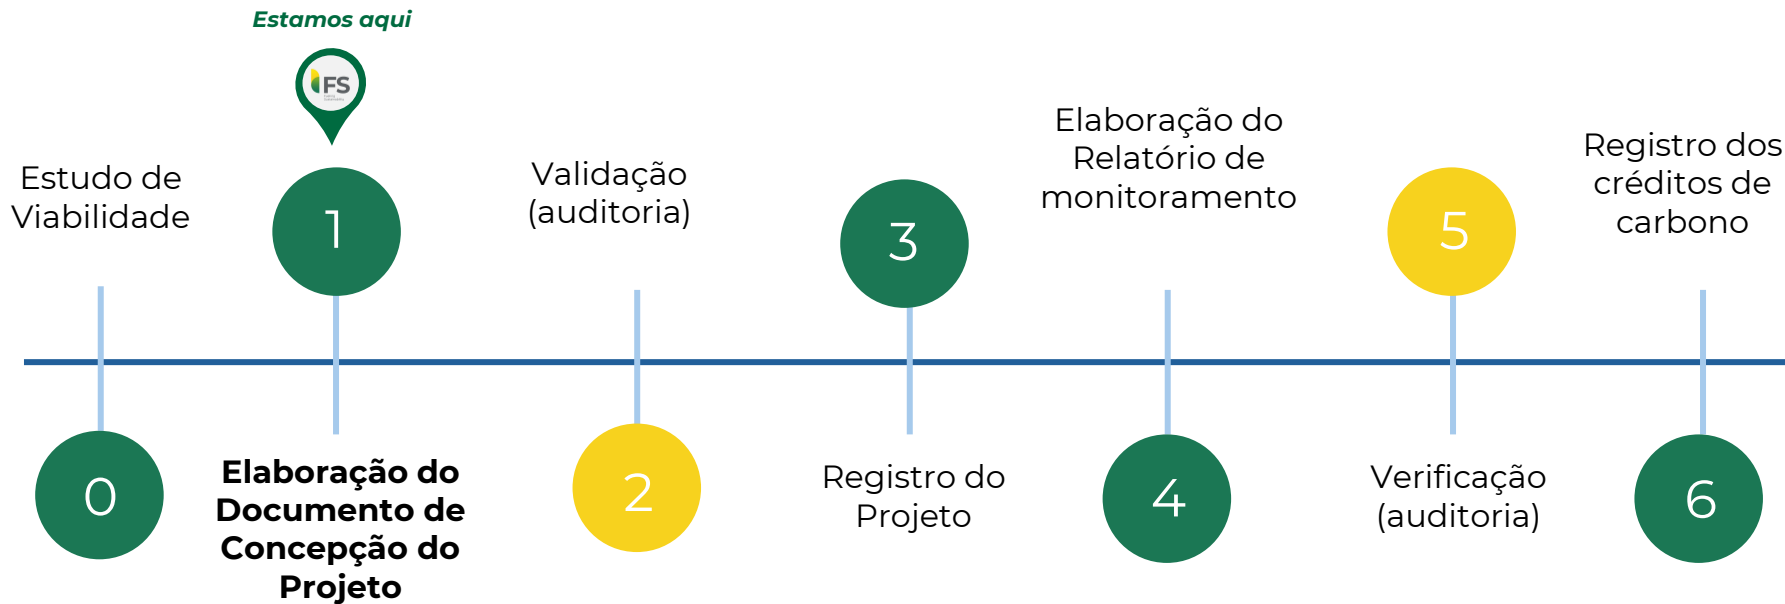 Estamos aqui
FS
Estudo de
Viabilidade
0
1
Elaboração do
Documento de
Concepção do
Projeto
Validação
(auditoria)
2
3
Registro do
Projeto
Elaboração do
Relatório de
monitoramento
4
5
Verificação
(auditoria)
Registro dos
créditos de
carbono
6